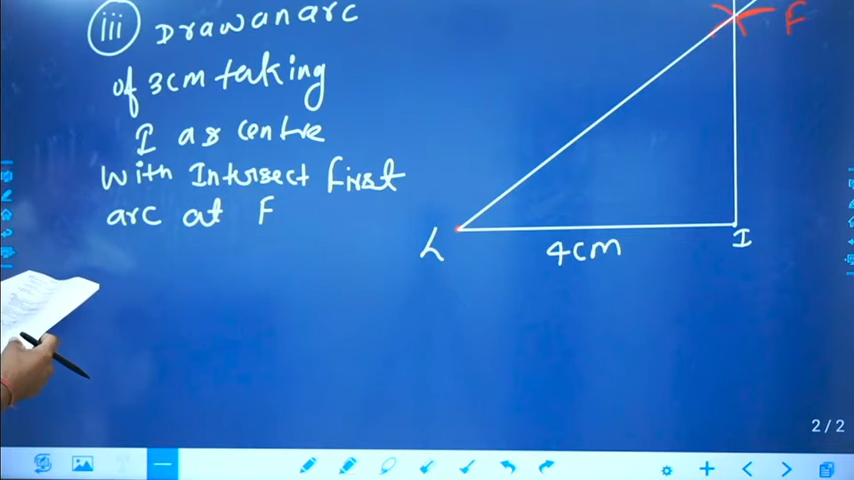 iii Draw an arc
of 3cm taking
I as centre
with Intersect first
arc at F
F
L
4cm
I
2/2